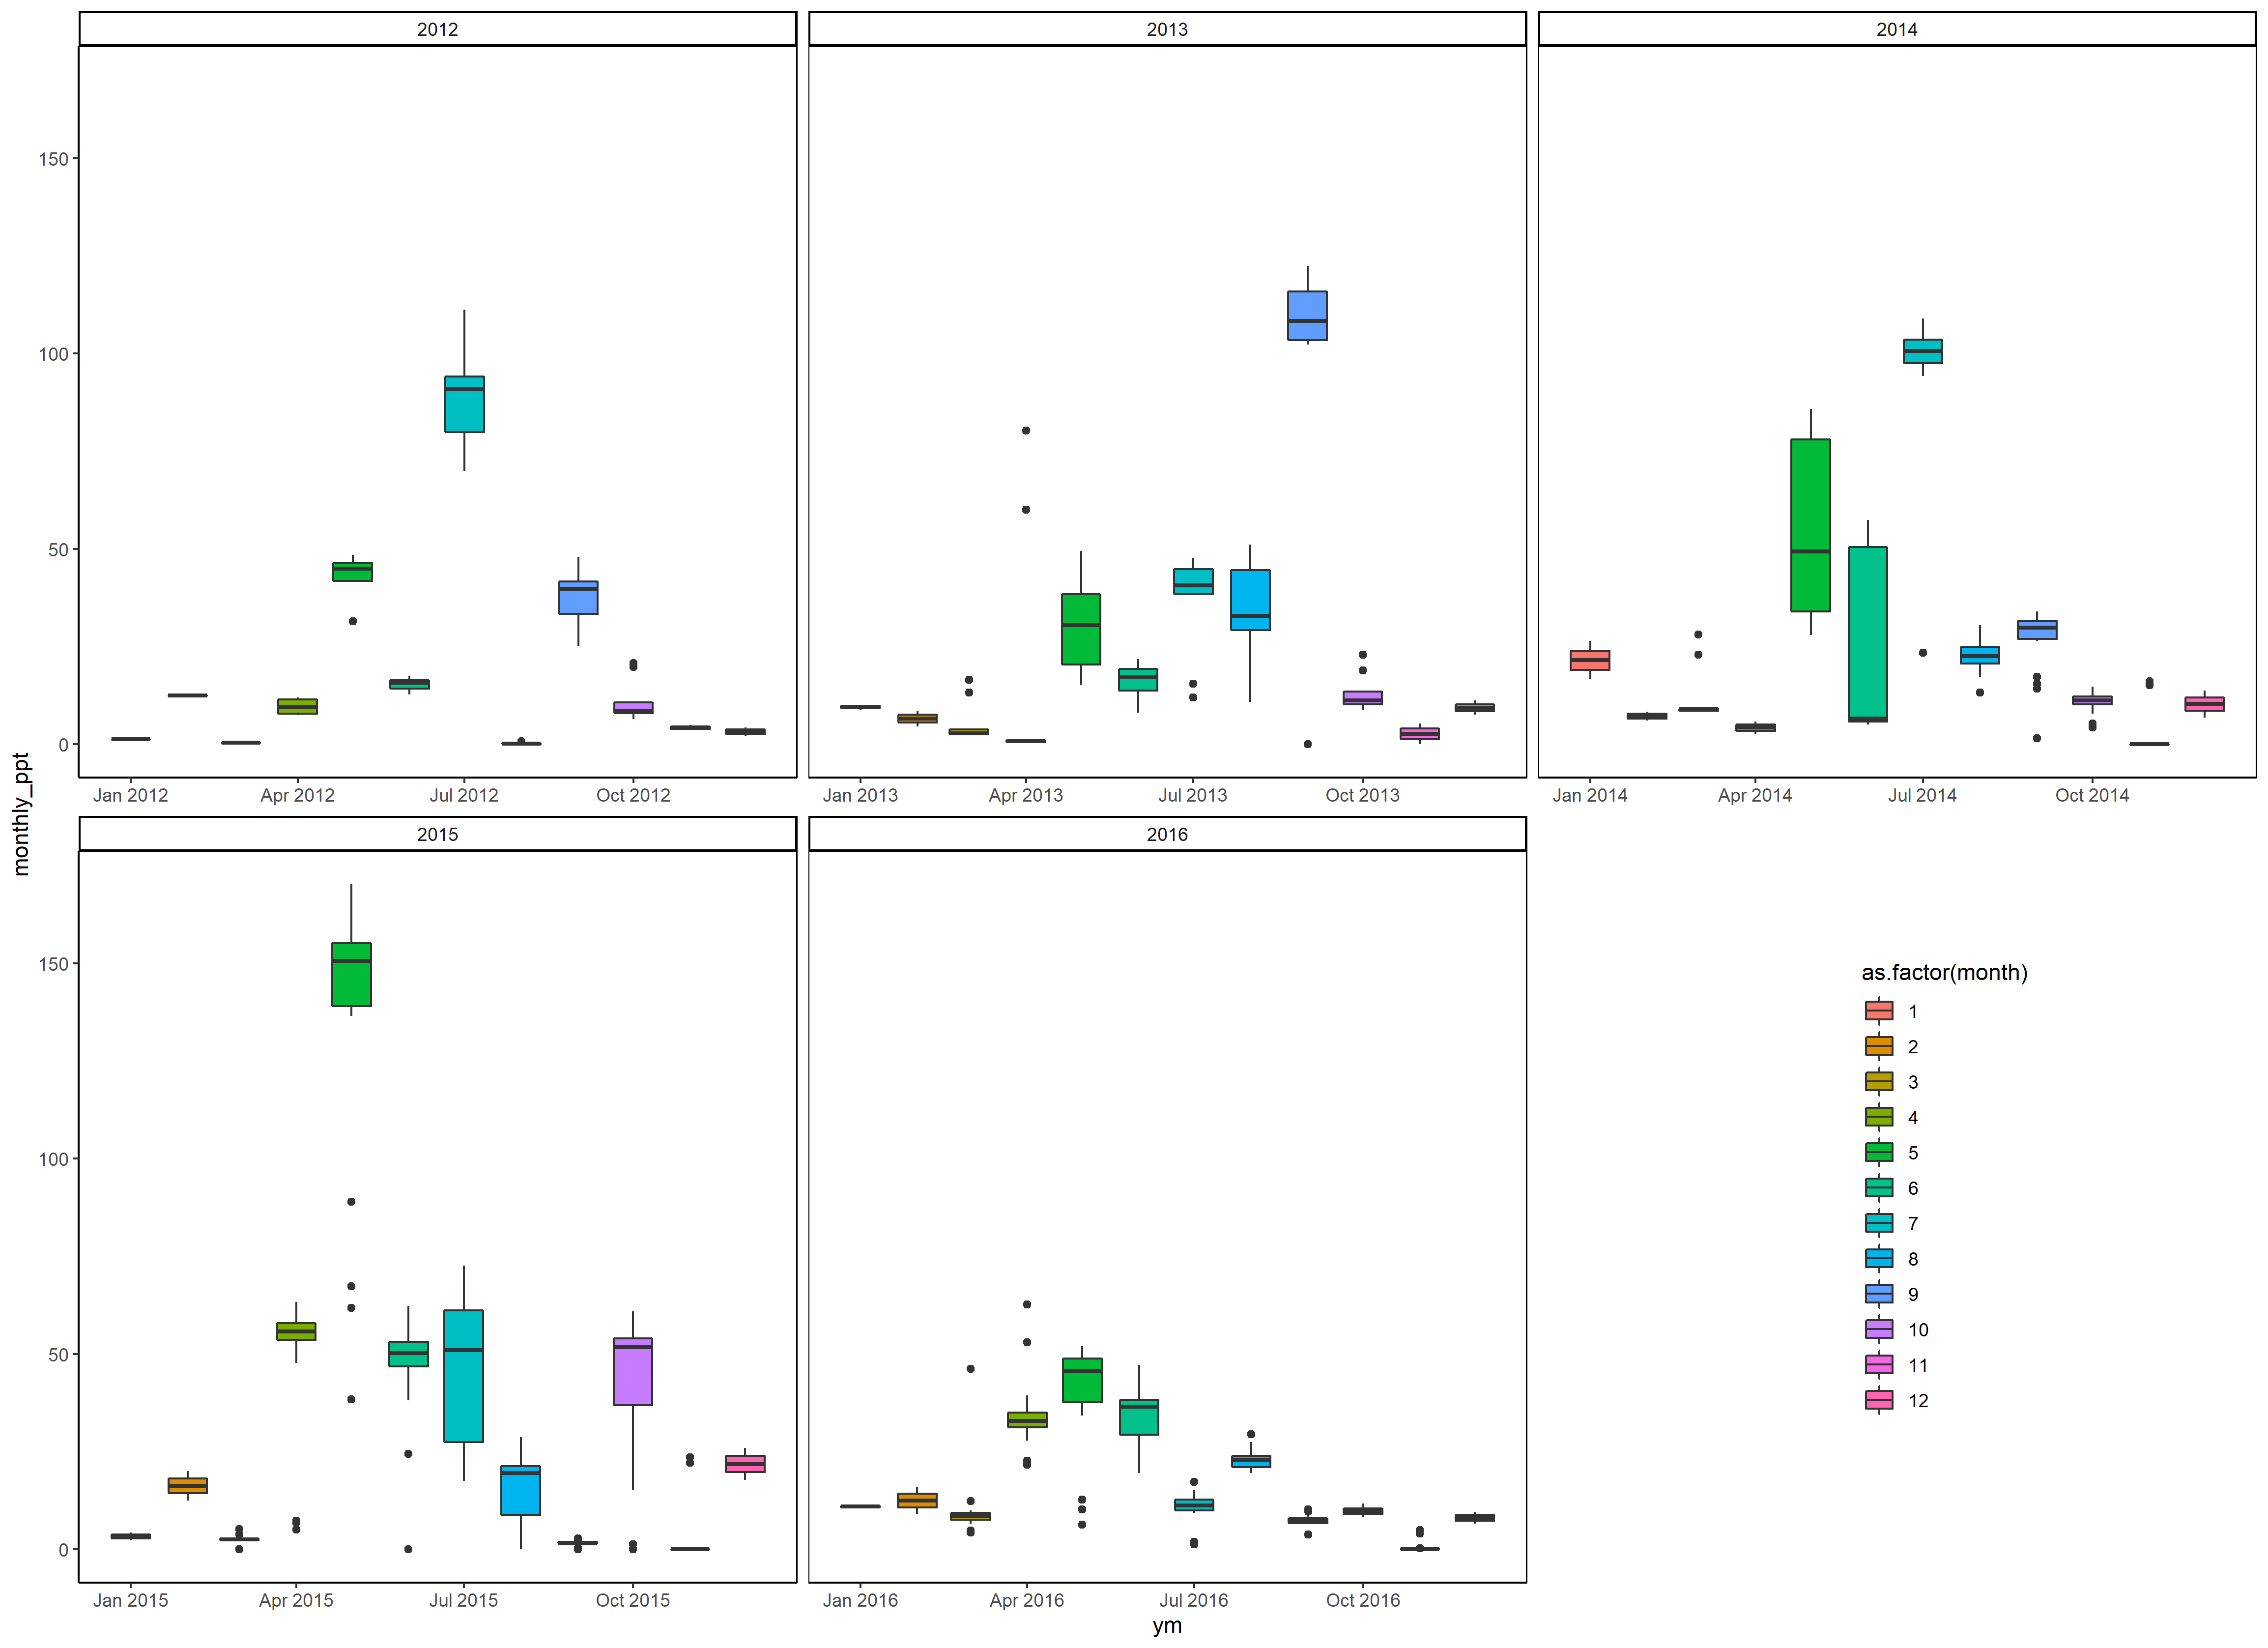 2012
2013
2014
150
100
50
0
Jan 2012
Apr 2012
Jul 2012
Oct 2012
Jan 2013
Apr 2013
Jul 2013
Oct 2013
Jan 2014
Apr 2014
Jul 2014
Oct 2014
monthly_ppt
2015
2016
150
100
50
0
Jan 2015
Apr 2015
Jul 2015
Oct 2015
Jan 2016
Apr 2016
Jul 2016
Oct 2016
ym
as.factor(month)
1
2
3
4
5
6
7
8
9
10
11
12